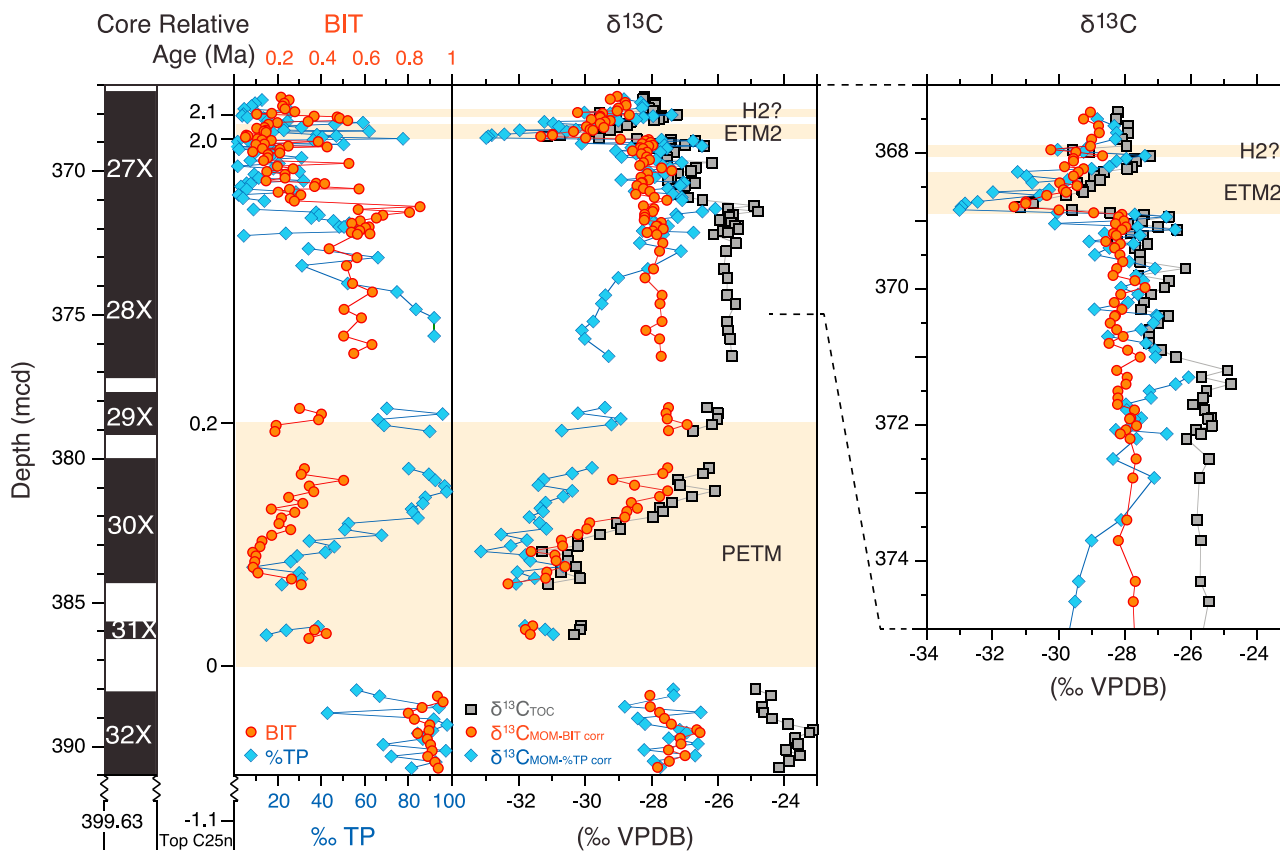 Core Relative Age (Ma)
BIT
δ13C
δ13C
0.2 0.4 0.6 0.8 1
2.1
2.0
0.2
0
-1.1
Top C25n
Depth (mcd)
370
375
380
385
390
399.63
27X
28X
29X
30X
31X
32X
H2?
ETM2
PETM
BIT
%TP
δ13CTOC
δ13CMOM-BIT corr
δ13CMOM-%TP corr
20 40 60 80 100
‰ TP
-32 -30 -28 -26 -24
(‰ VPDB)
368
370
372
374
H2?
ETM2
-34 -32 -30 -28 -26 -24
(‰ VPDB)